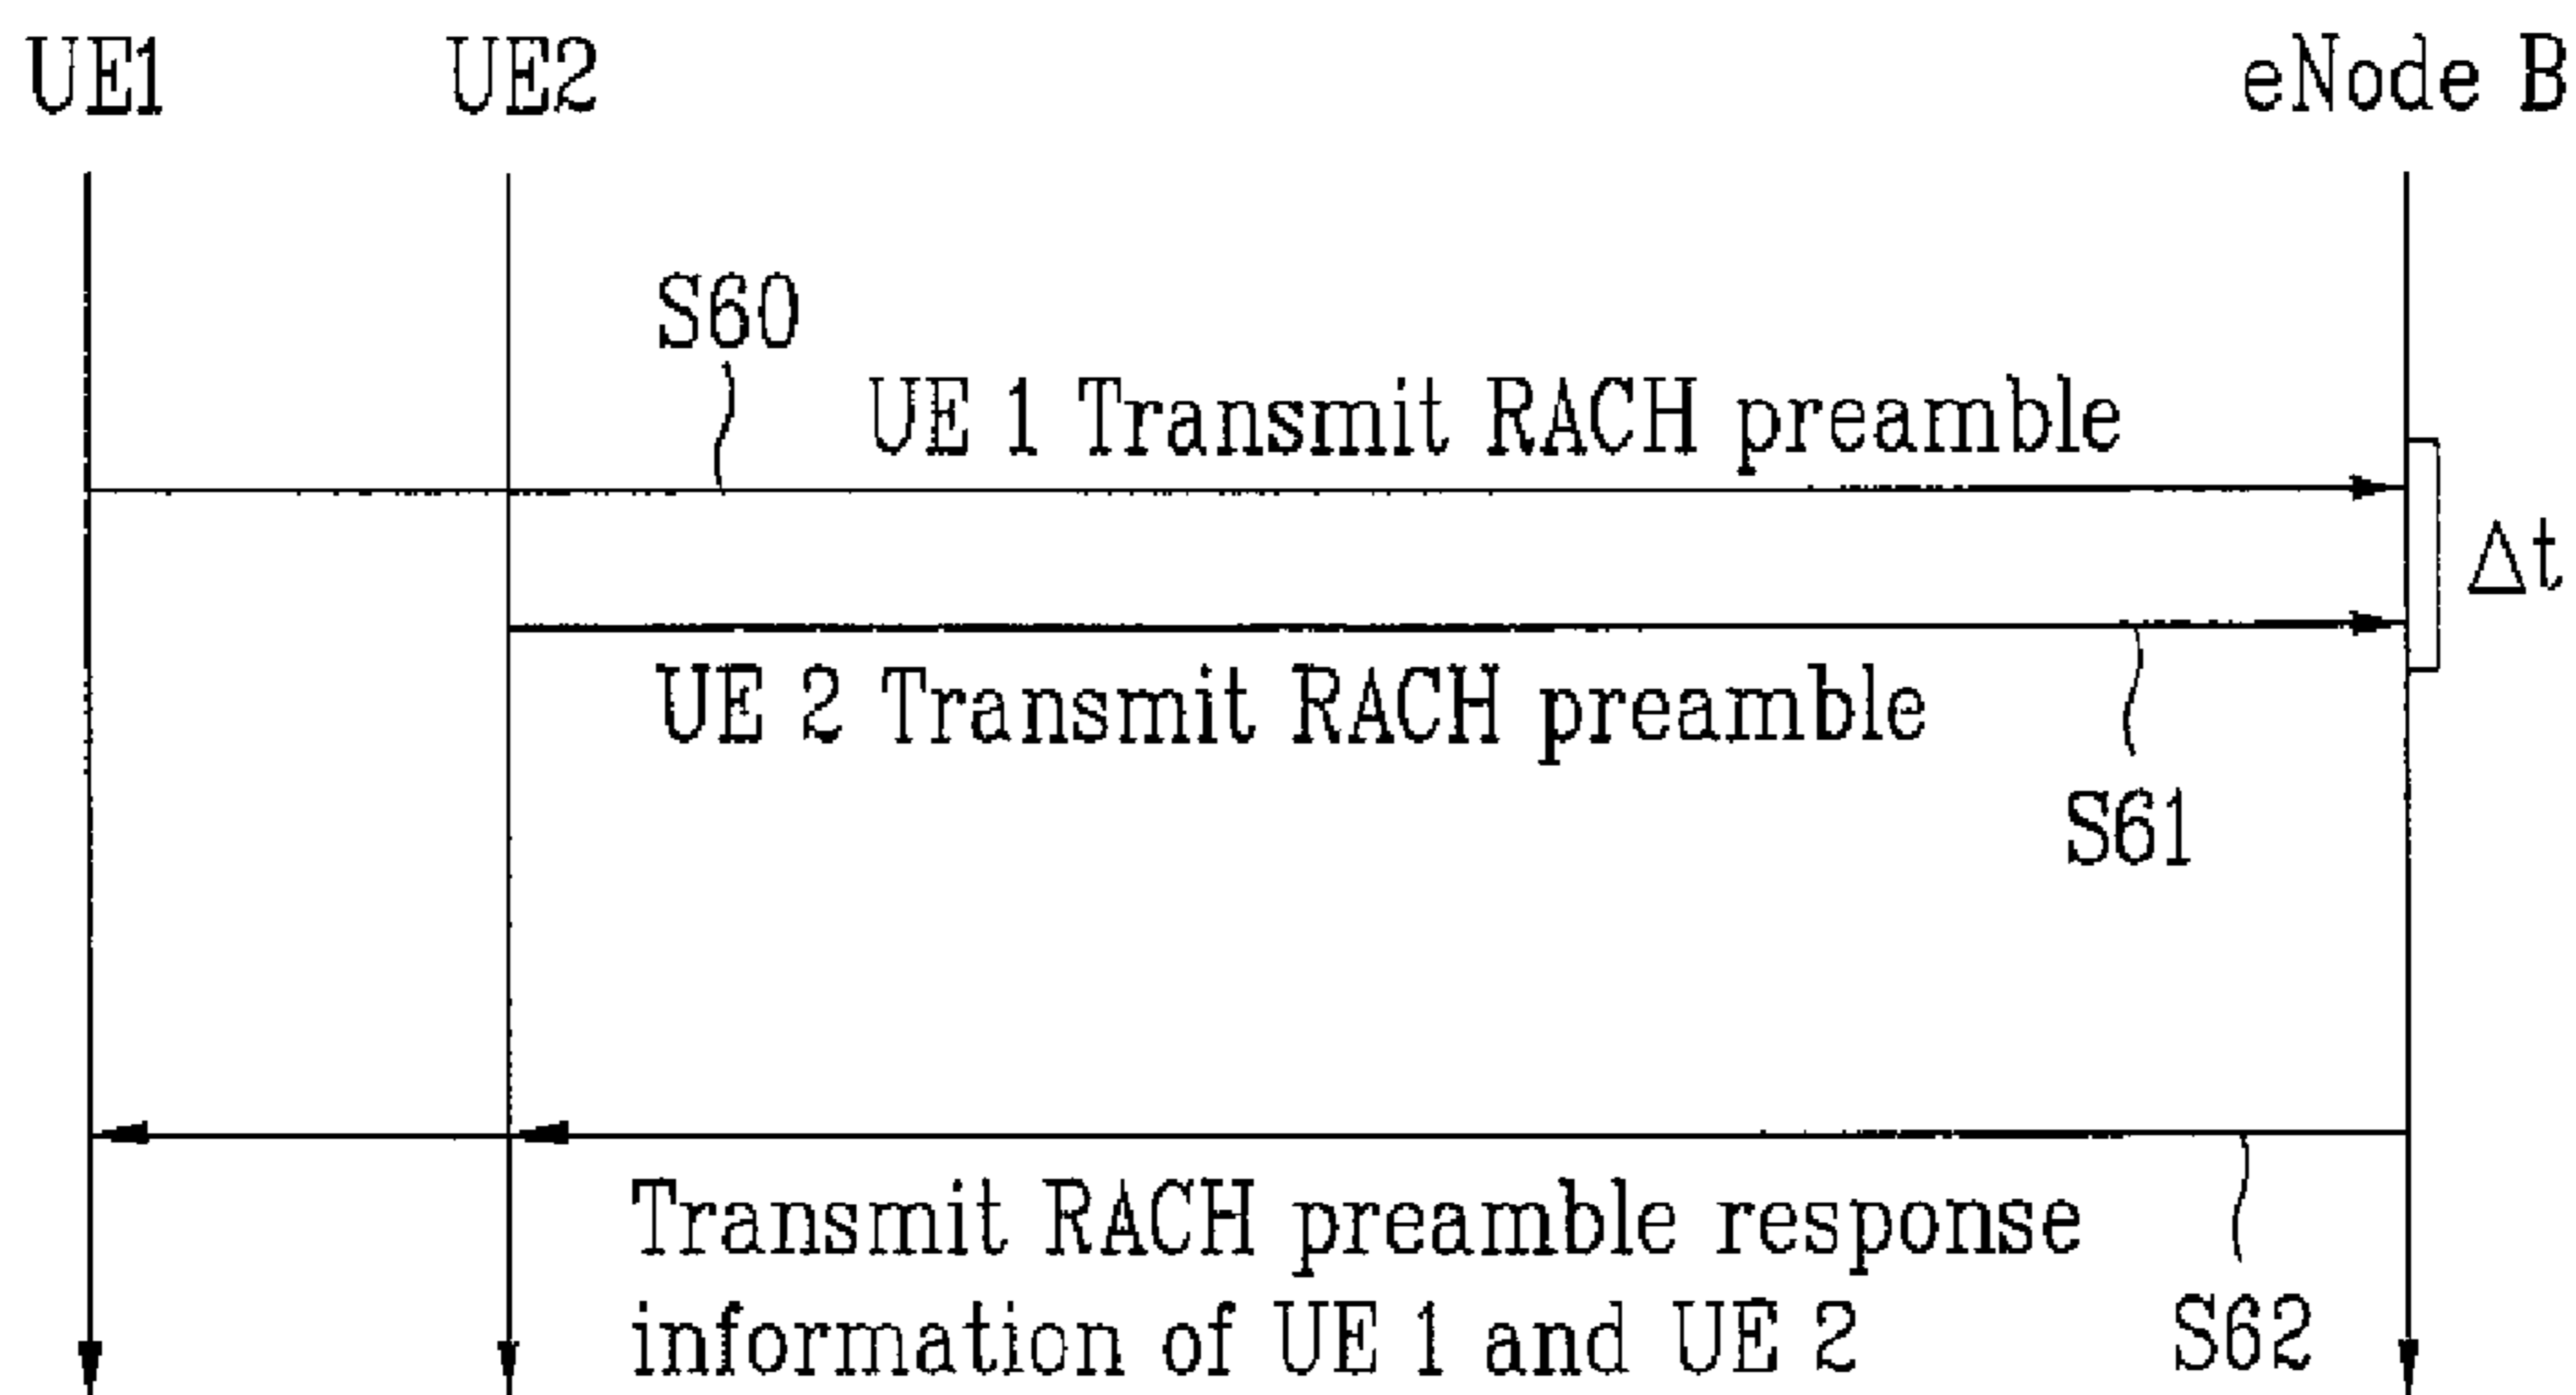 UE1
UE2
eNode B
S60
UE 1 Transmit RACH preamble
Δt
UE 2 Transmit RACH preamble
S61
Transmit RACH preamble response
information of UE 1 and UE 2
S62